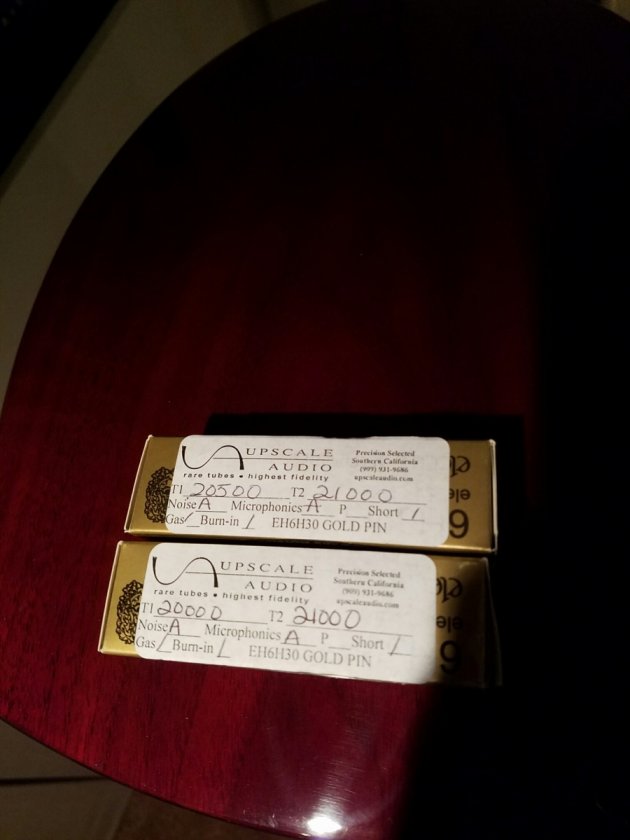 UPSCALE
AUDIO
rare tubes • highest fidelity
Precision Selected
Southern California
(909) 931-9686
upscaleaudio.com
T1 20500 T2 21000
Noise A Microphonics A P Short /
Gas / Burn-in / EH6H30 GOLD PIN
6
UPSCALE
AUDIO
rare tubes • highest fidelity
Precision Selected
Southern California
(909) 931-9686
upscaleaudio.com
T1 20000 T2 21000
Noise A Microphonics A P Short /
Gas / Burn-in / EH6H30 GOLD PIN
6